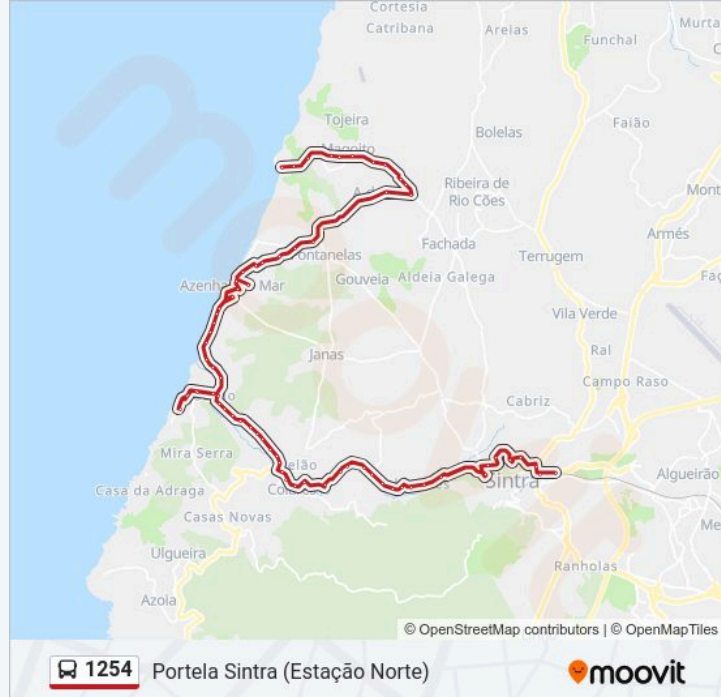 Cortesia
Catribana
Areias
Funchal
Murta
Tojeira
Magoito
Bolelas
Faião
Ribeira de
Rio Cões
Mont
Armés
Fachada
Fontanelas
Terrugem
Azenhas
Mar
Gouveia
Aldeia Galega
Vila Verde
Janas
Ral
Campo Raso
Cabriz
Mira Serra
Casa da Adraga
Sintra
Algueirão
Me
Casas Novas
Ulgueira
Ranholas
Azoia
© OpenStreetMap contributors | © OpenMapTiles
1254 Portela Sintra (Estação Norte)
moovit